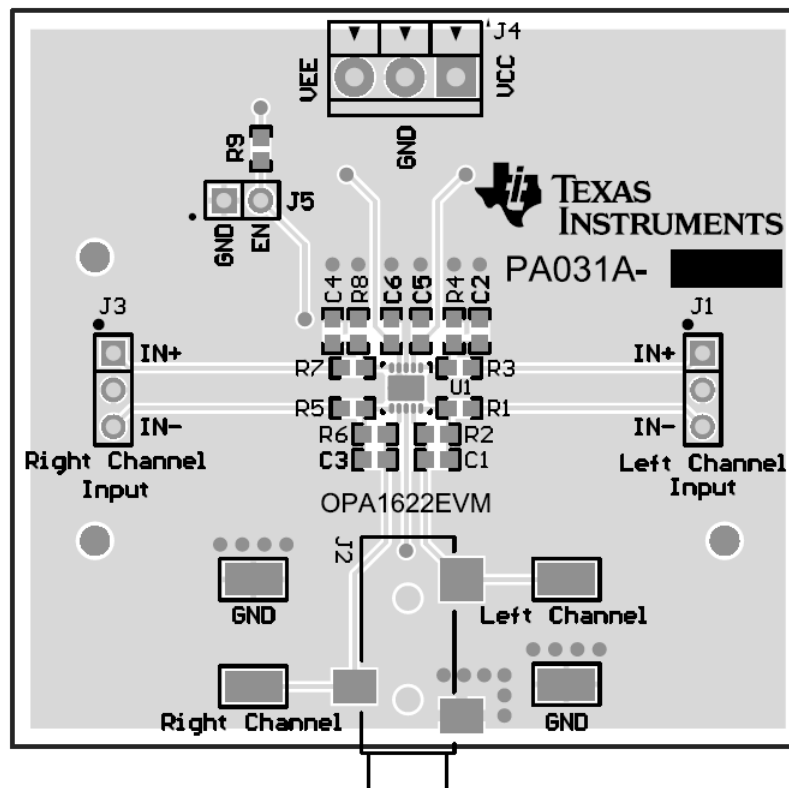 J4
VEE
GND
VCC
R9
J5
GND
EN
TEXAS
INSTRUMENTS
PA031A-
C4
R8
C6
C5
R4
C2
J3
J1
IN+
IN+
R7
R3
U1
R5
R1
IN-
IN-
R6
R2
Right Channel
Input
C3
C1
Left Channel
Input
OPA1622EVM
J2
GND
Left Channel
Right Channel
GND